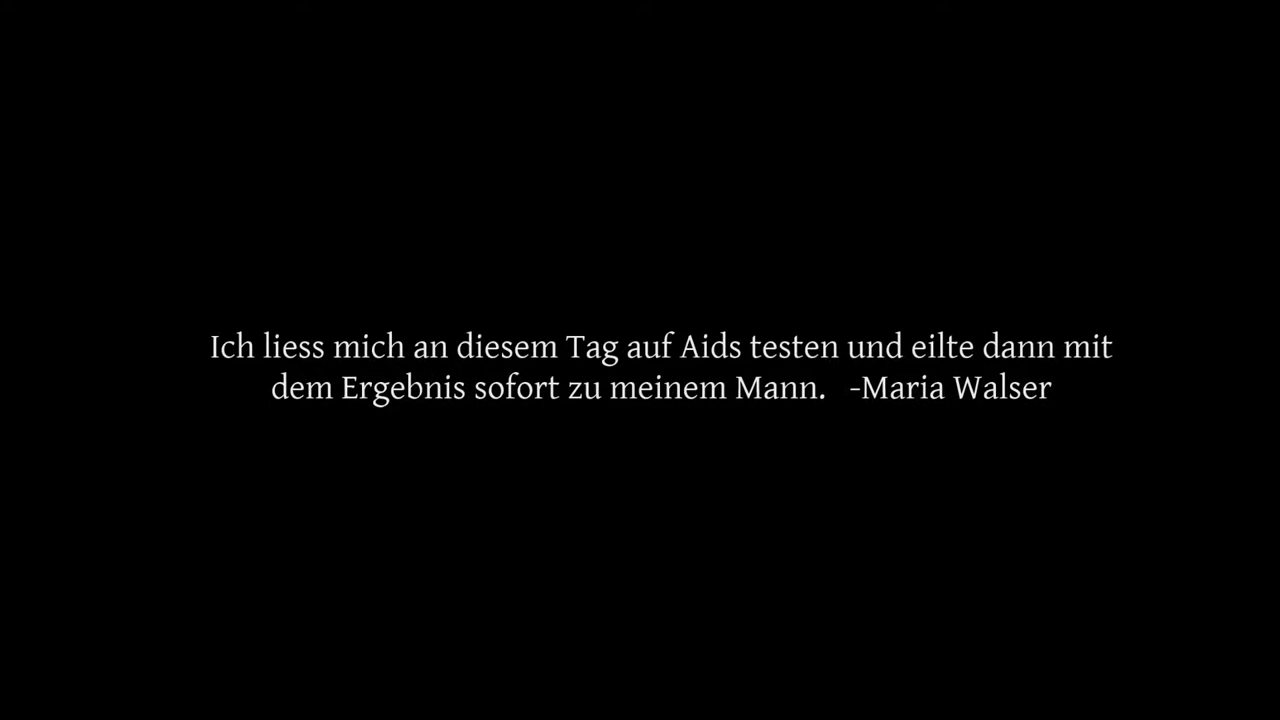 Ich liess mich an diesem Tag auf Aids testen und eilte dann mit
dem Ergebnis sofort zu meinem Mann. -Maria Walser